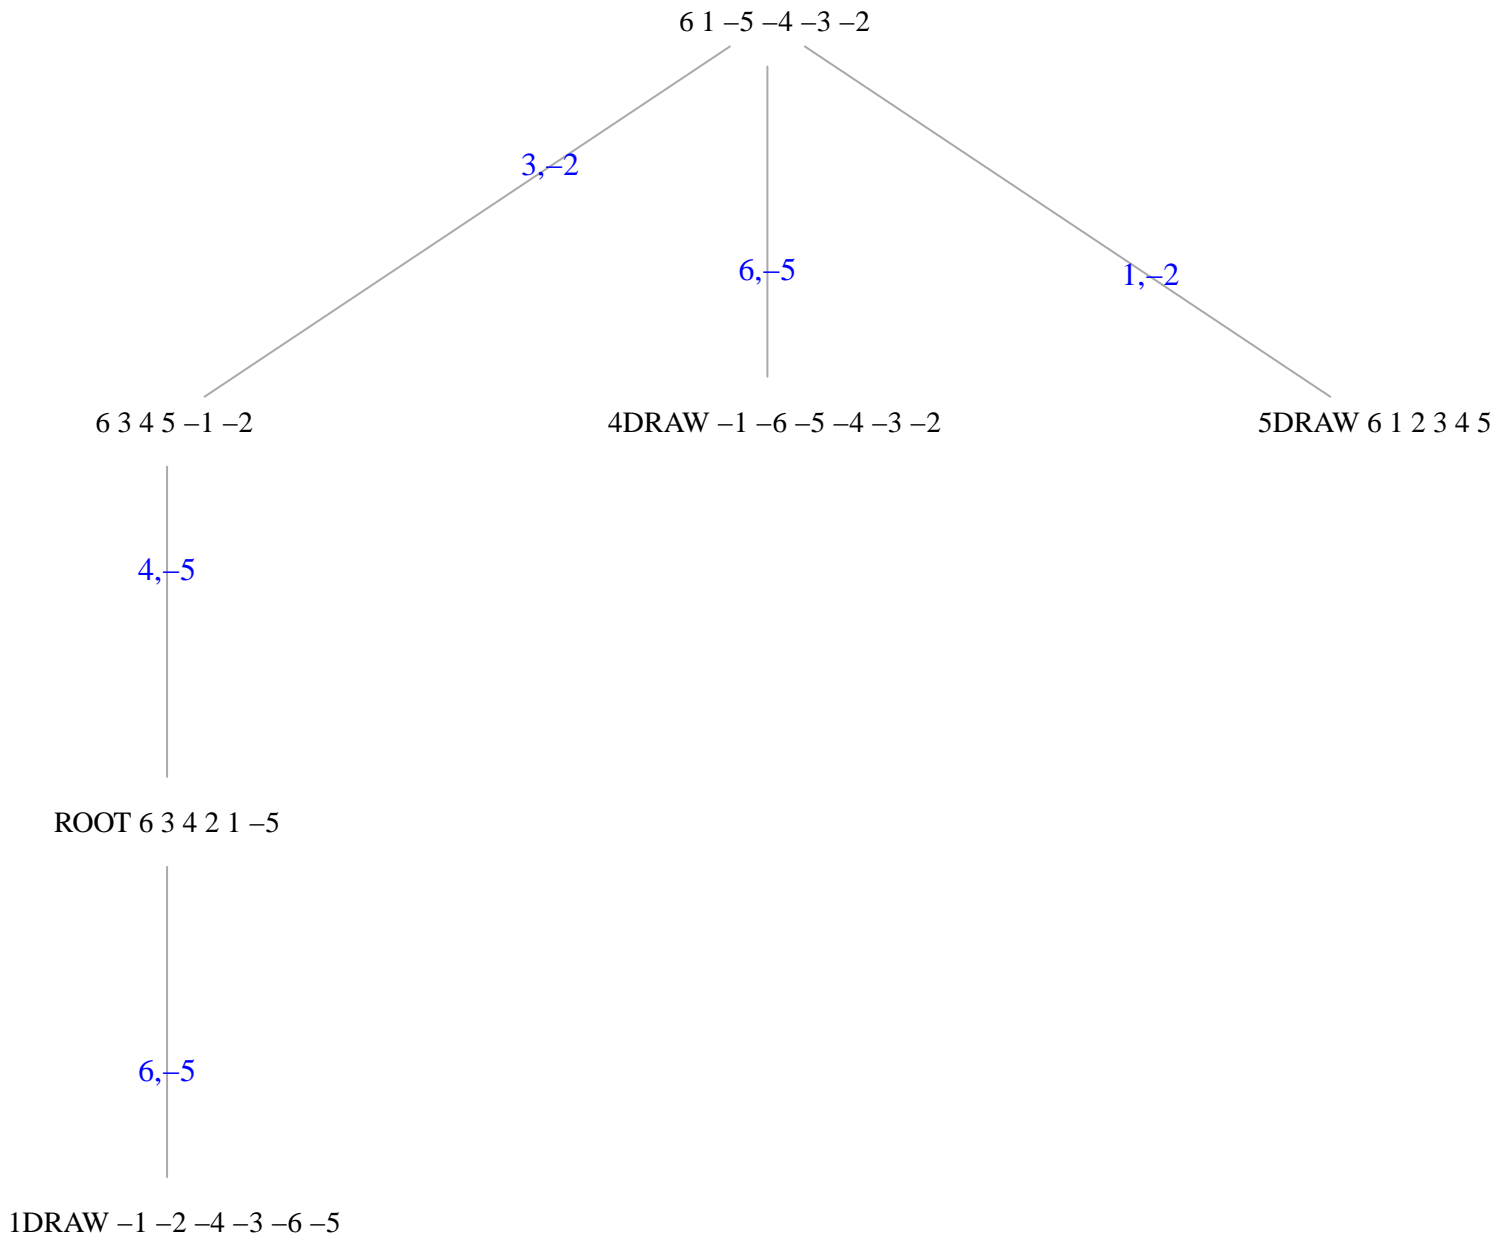 6 1 –5 –4 –3 –2
3,–2
6,–5
1,–2
6 3 4 5 –1 –2
4DRAW –1 –6 –5 –4 –3 –2
5DRAW 6 1 2 3 4 5
4,–5
ROOT 6 3 4 2 1 –5
6,–5
1DRAW –1 –2 –4 –3 –6 –5